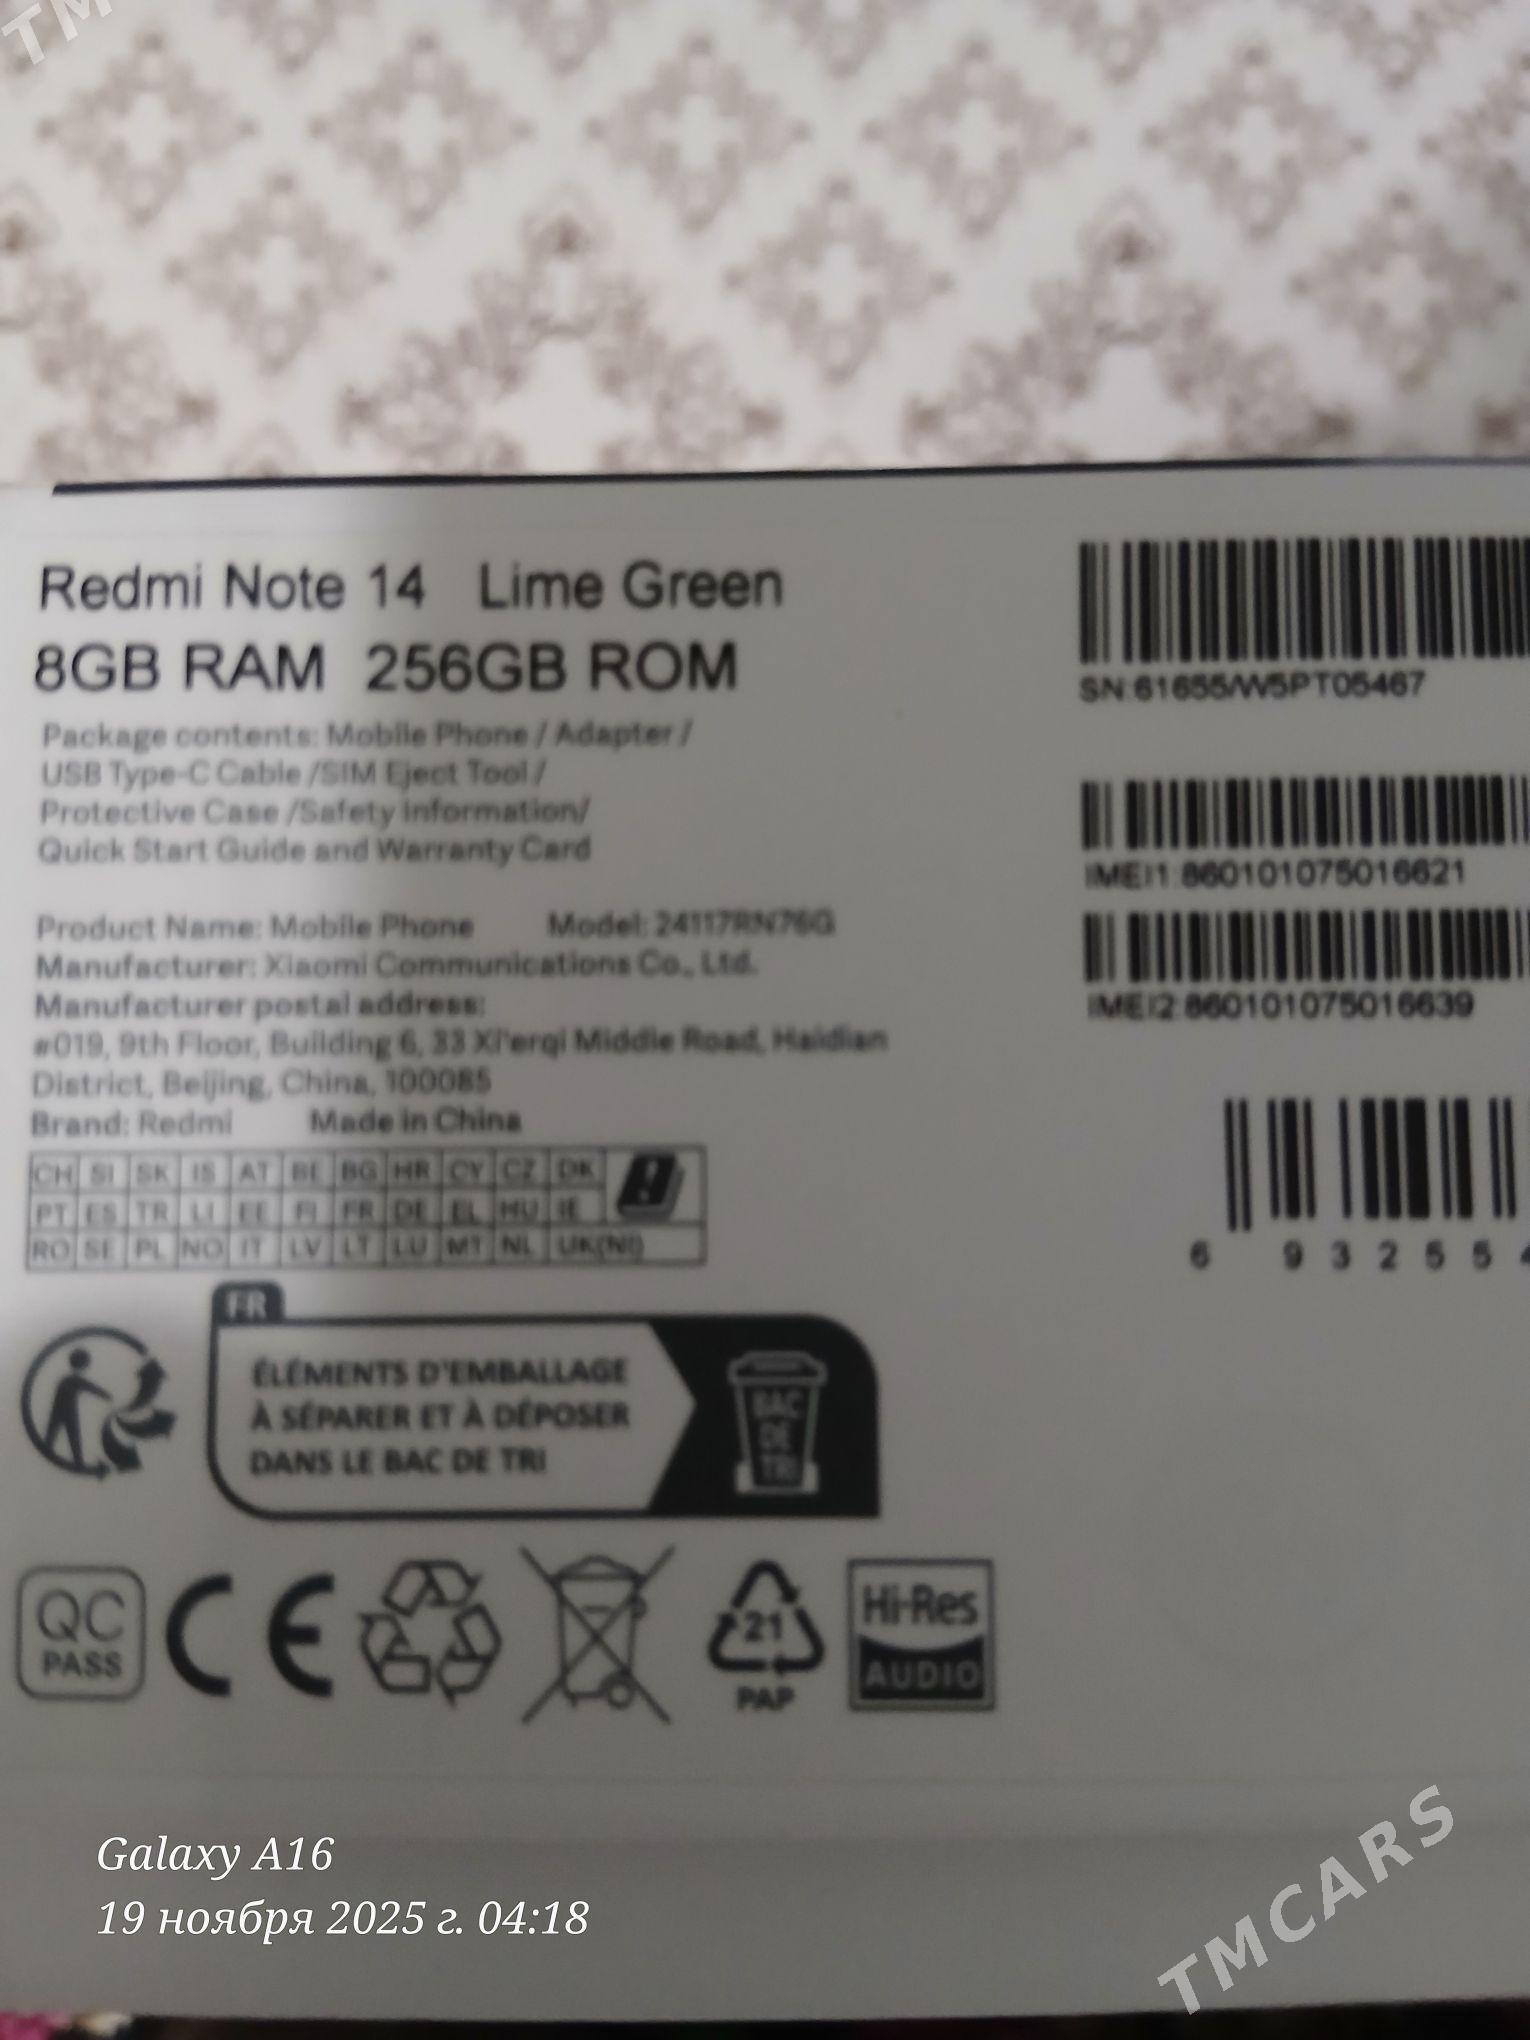 TM
Redmi Note 14 Lime Green
8GB RAM 256GB ROM
Package contents: Mobile Phone / Adapter /
USB Type-C Cable /SIM Eject Tool /
Protective Case /Safety Information/
Quick Start Guide and Warranty Card
Product Name: Mobile Phone Model: 24117RN76G
Manufacturer: Xiaomi Communications Co., Ltd.
Manufacturer postal address:
#019, 9th Floor, Building 6, 33 Xi'erqi Middle Road, Haidian
District, Beijing, China, 100085
Brand: Redmi Made in China
CH SI SK IS AT BE BG HR CY CZ DK
PT ES TR LI EE FI FR DE EL HU IE
RO SE PL NO IT LV LT LU MT NL UK(NI)
SN:61655/W5PT05467
IMEI1:860101075016621
IMEI2:860101075016639
6 932554
FR
ÉLÉMENTS D'EMBALLAGE
À SÉPARER ET À DÉPOSER
DANS LE BAC DE TRI
BAC
DE
TRI
QC
PASS
CE
21
PAP
Hi-Res
AUDIO
Galaxy A16
19 ноября 2025 г. 04:18
TMCARS